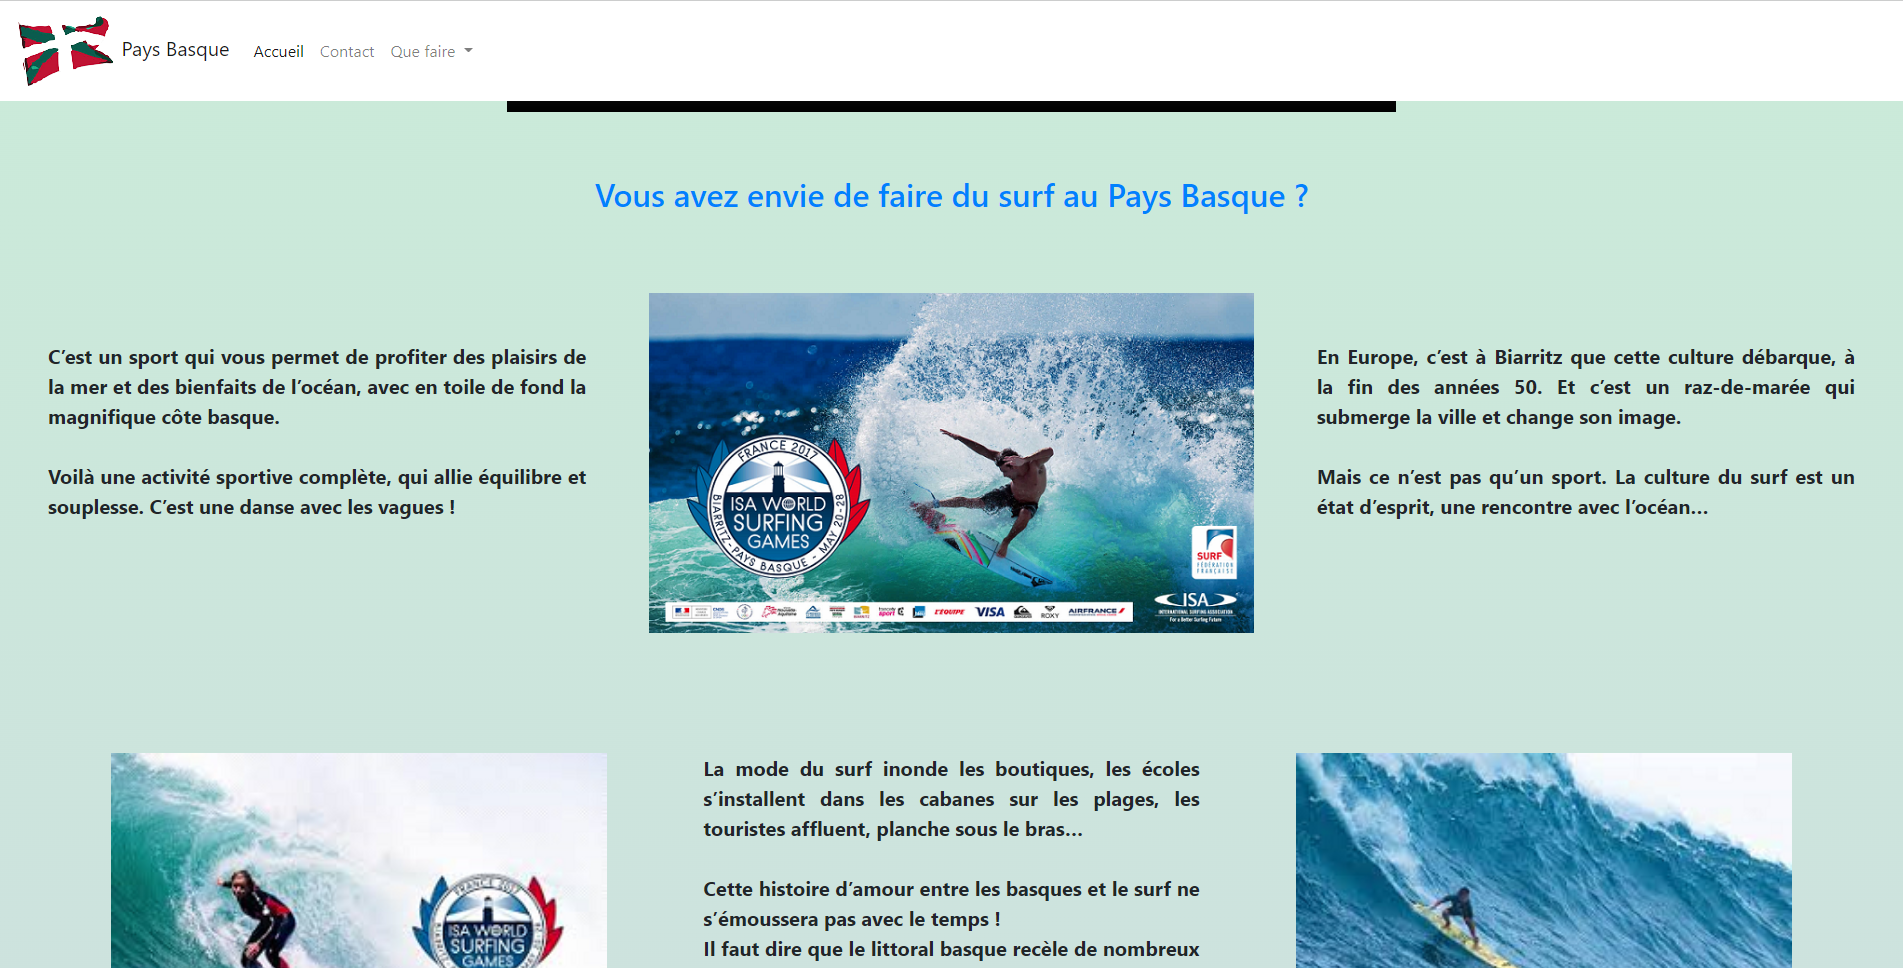 Pays Basque Accueil Contact Que faire
Vous avez envie de faire du surf au Pays Basque ?
C’est un sport qui vous permet de profiter des plaisirs de
la mer et des bienfaits de l’océan, avec en toile de fond la
magnifique côte basque.
Voilà une activité sportive complète, qui allie équilibre et
souplesse. C’est une danse avec les vagues !
FRANCE 2017
ISA WORLD
SURFING
GAMES
BIARRITZ - PAYS BASQUE - MAY 20-28
SURF
FÉDÉRATION
FRANÇAISE
L'EQUIPE
VISA
ROXY
AIRFRANCE
ISA
INTERNATIONAL SURFING ASSOCIATION
For a Better Surfing Future
En Europe, c’est à Biarritz que cette culture débarque, à
la fin des années 50. Et c’est un raz-de-marée qui
submerge la ville et change son image.
Mais ce n’est pas qu’un sport. La culture du surf est un
état d’esprit, une rencontre avec l’océan…
FRANCE 2017
ISA WORLD
SURFING
GAMES
La mode du surf inonde les boutiques, les écoles
s’installent dans les cabanes sur les plages, les
touristes affluent, planche sous le bras…
Cette histoire d’amour entre les basques et le surf ne
s’émoussera pas avec le temps !
Il faut dire que le littoral basque recèle de nombreux